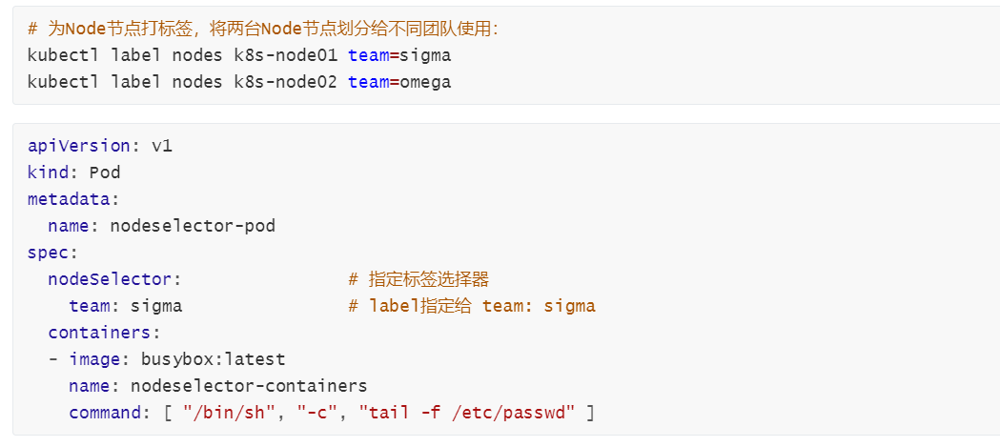 # 为Node节点打标签，将两台Node节点划分给不同团队使用：
kubectl label nodes k8s-node01 team=sigma
kubectl label nodes k8s-node02 team=omega
apiVersion: v1
kind: Pod
metadata:
  name: nodeselector-pod
spec:
  nodeSelector:                # 指定标签选择器
    team: sigma                # label指定给 team: sigma
  containers:
  - image: busybox:latest
    name: nodeselector-containers
    command: [ "/bin/sh", "-c", "tail -f /etc/passwd" ]